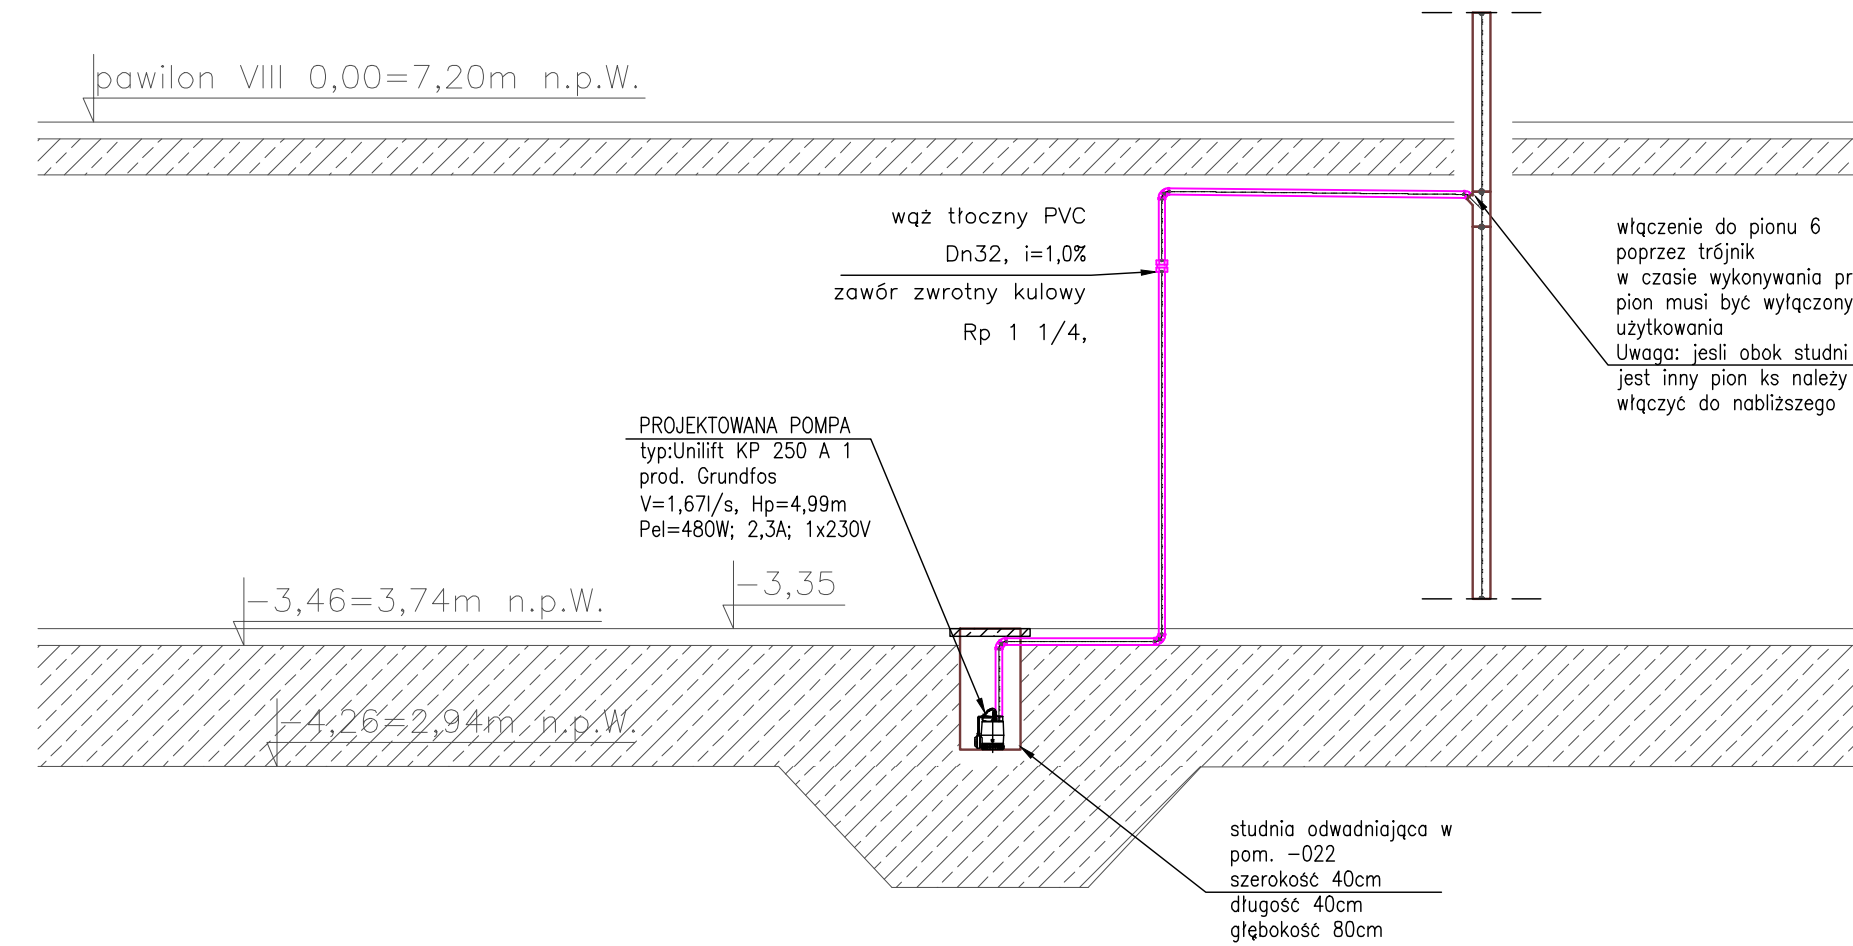 pawilon VIII 0,00=7,20m n.p.W.
wąż tłoczny PVC
Dn32, i=1,0%
zawór zwrotny kulowy
Rp 1 1/4,
włączenie do pionu 6
poprzez trójnik
w czasie wykonywania pr
pion musi być wyłączony
użytkowania
Uwaga: jesli obok studni
jest inny pion ks należy
włączyć do nabliższego
PROJEKTOWANA POMPA
typ:Unilift KP 250 A 1
prod. Grundfos
V=1,67l/s, Hp=4,99m
Pel=480W; 2,3A; 1x230V
-3,46=3,74m n.p.W.
-3,35
-4,26=2,94m n.p.W.
studnia odwadniająca w
pom. -022
szerokość 40cm
długość 40cm
głębokość 80cm